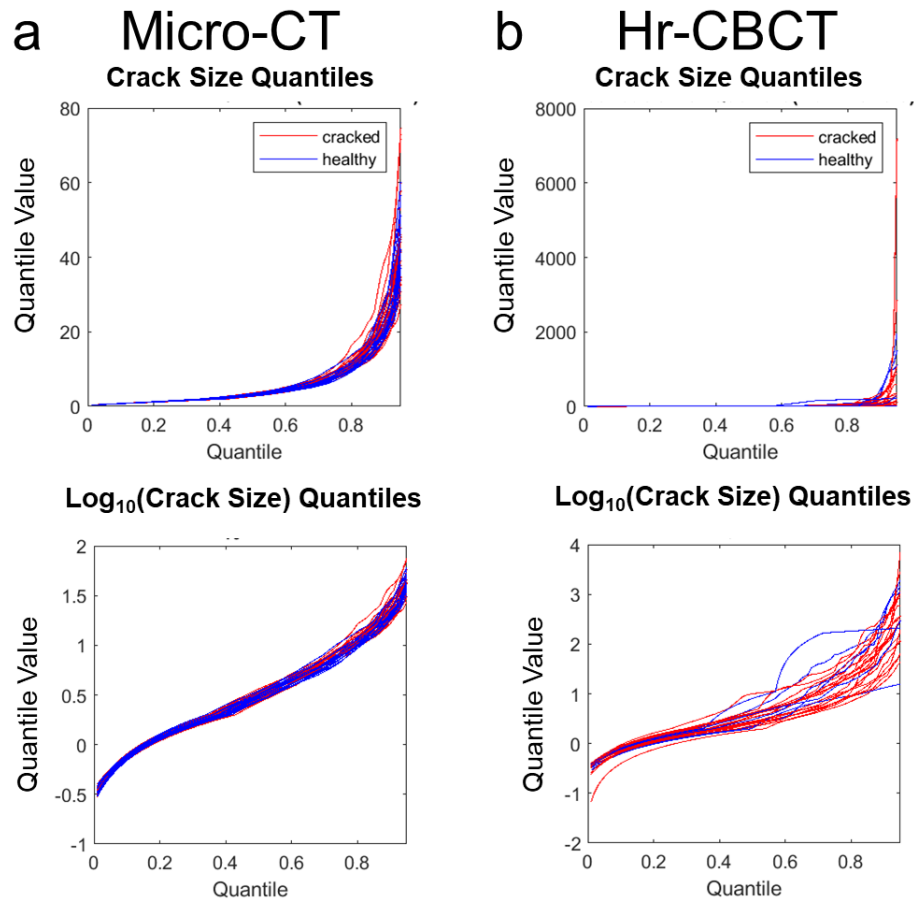 a Micro-CT
Crack Size Quantiles
80
60
40
20
0
0 0.2 0.4 0.6 0.8
Quantile Value
Quantile
cracked
healthy
b Hr-CBCT
Crack Size Quantiles
8000
6000
4000
2000
0
0 0.2 0.4 0.6 0.8
Quantile Value
Quantile
cracked
healthy
Log₁₀(Crack Size) Quantiles
2
1.5
1
0.5
0
-0.5
-1
0 0.2 0.4 0.6 0.8
Quantile Value
Quantile
Log₁₀(Crack Size) Quantiles
4
3
2
1
0
-1
-2
0 0.2 0.4 0.6 0.8
Quantile Value
Quantile